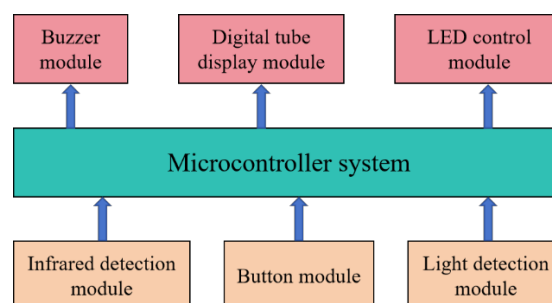 Buzzer
module
Digital tube
display module
LED control
module
Microcontroller system
Infrared detection
module
Button module
Light detection
module